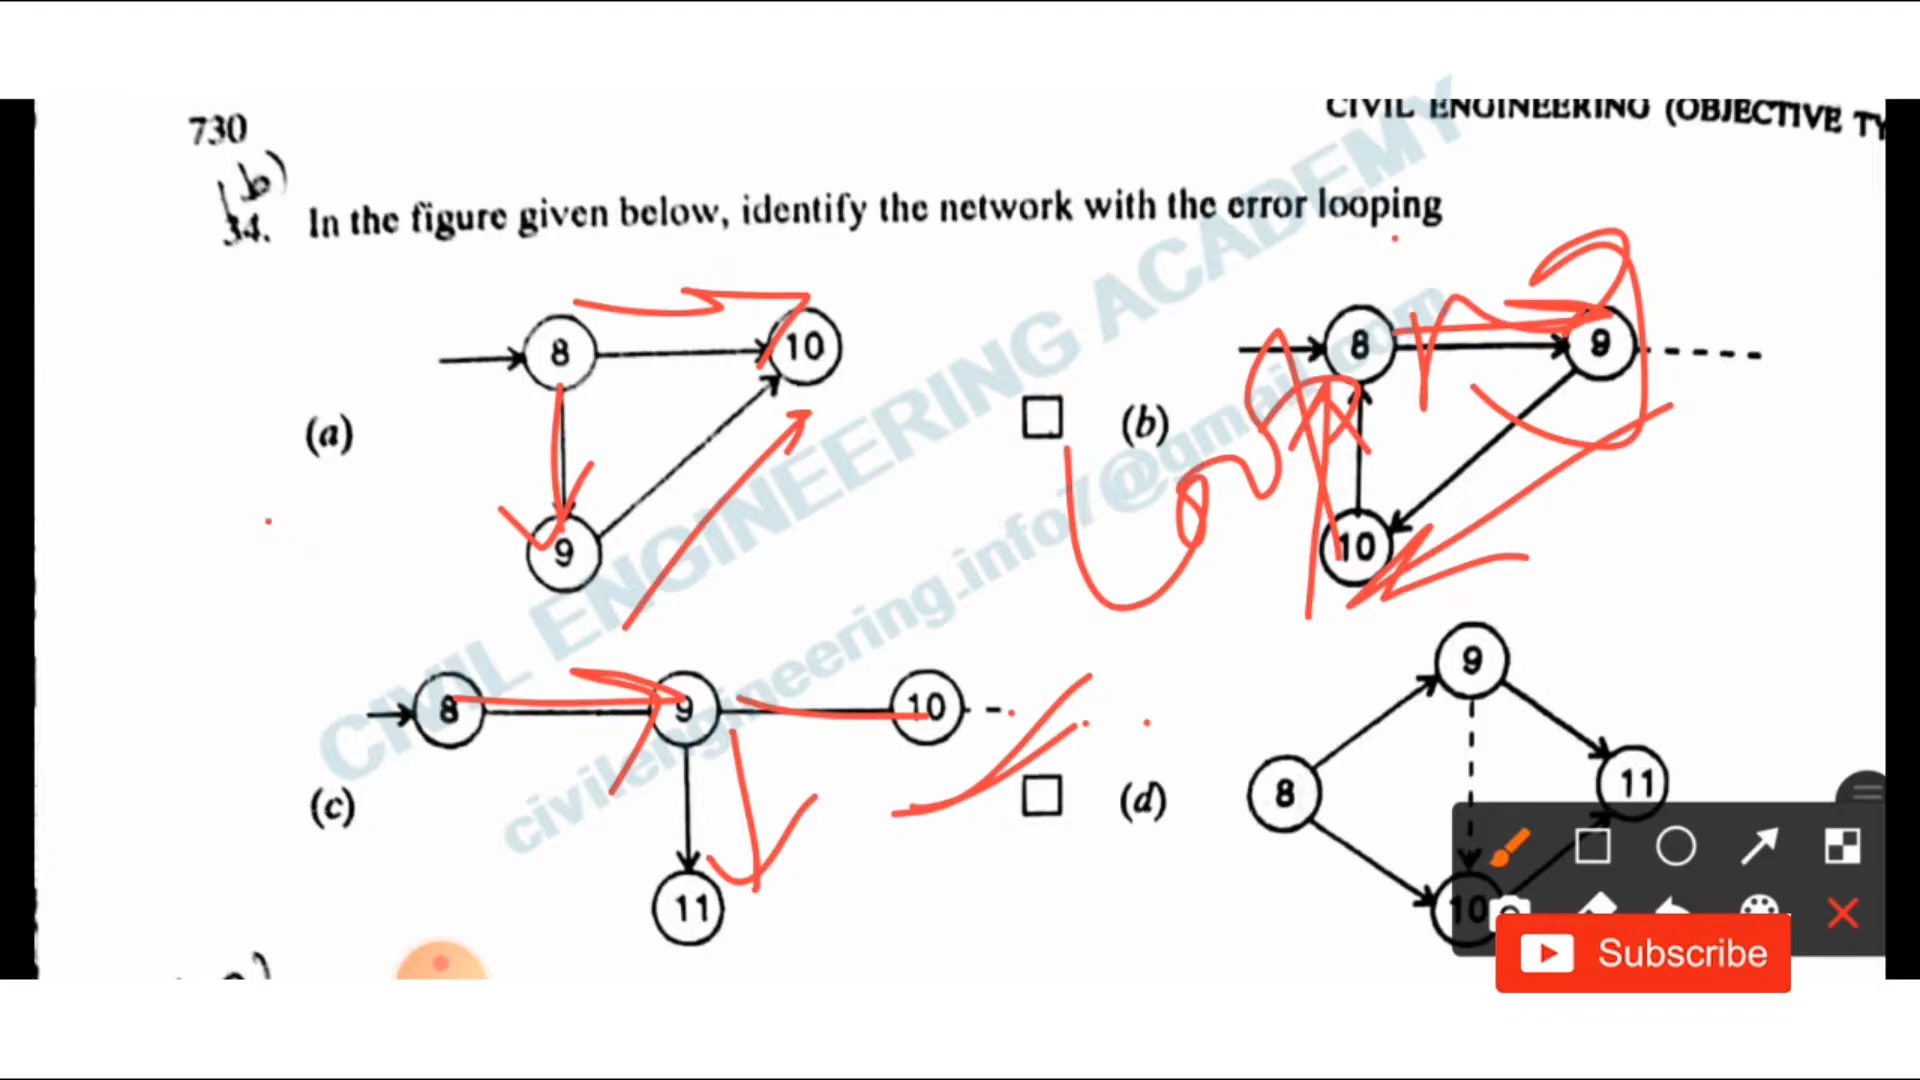 CIVIL ENGINEERING (OBJECTIVE TY
730
(b)
34. In the figure given below, identify the network with the error looping
8 10 8 9
(a) (b)
9 10
9
8 9 10
8 11
(c) (d)
11 10
CIVIL ENGINEERING ACADEMY
civilengineering.info7@gmail.com
Subscribe